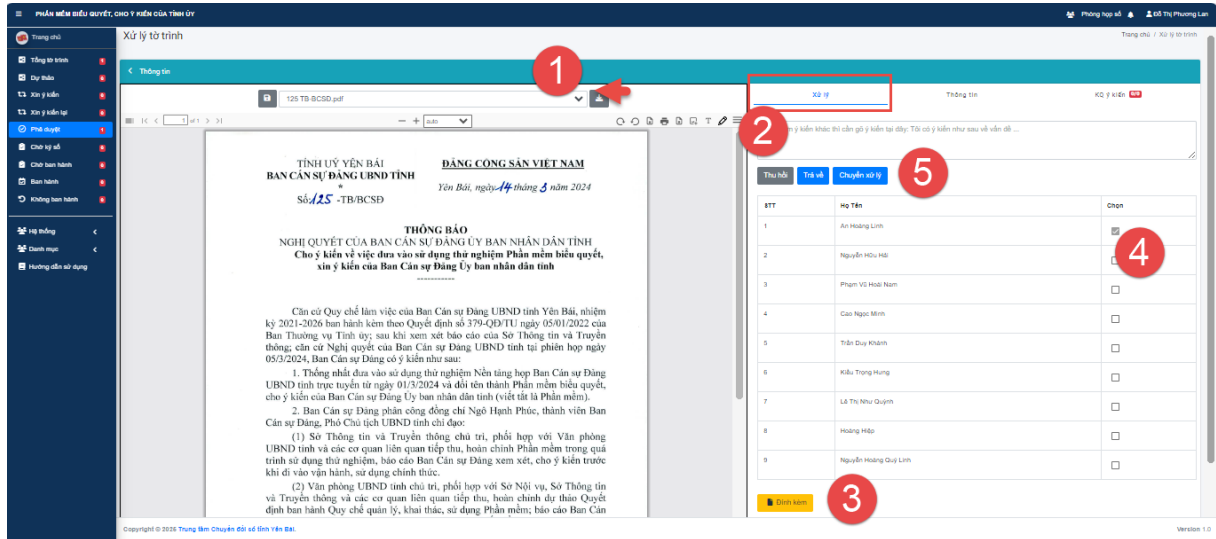 PHẦN MỀM BIỂU QUYẾT, CHO Ý KIẾN CỦA TỈNH ỦY
Phòng họp số
Đỗ Thị Phương Lan
Trang chủ
Tổng tờ trình
Dự thảo
Xin ý kiến
Xin ý kiến lại
Phê duyệt
Chờ ký số
Chờ ban hành
Ban hành
Không ban hành
Hệ thống
Danh mục
Hướng dẫn sử dụng
Xử lý tờ trình
Trang chủ / Xử lý tờ trình
Thông tin
1
125 TB-BCSD.pdf
1 of 1
auto
TỈNH UỶ YÊN BÁI
BAN CÁN SỰ ĐẢNG UBND TỈNH
*
Số:125 -TB/BCSĐ
ĐẢNG CỘNG SẢN VIỆT NAM
Yên Bái, ngày 14 tháng 3 năm 2024
THÔNG BÁO
NGHỊ QUYẾT CỦA BAN CÁN SỰ ĐẢNG ỦY BAN NHÂN DÂN TỈNH
Cho ý kiến về việc đưa vào sử dụng thử nghiệm Phần mềm biểu quyết,
xin ý kiến của Ban Cán sự Đảng Ủy ban nhân dân tỉnh
-----------
Căn cứ Quy chế làm việc của Ban Cán sự Đảng UBND tỉnh Yên Bái, nhiệm
kỳ 2021-2026 ban hành kèm theo Quyết định số 379-QĐ/TU ngày 05/01/2022 của
Ban Thường vụ Tỉnh ủy; sau khi xem xét báo cáo của Sở Thông tin và Truyền
thông; căn cứ Nghị quyết của Ban Cán sự Đảng UBND tỉnh tại phiên họp ngày
05/3/2024, Ban Cán sự Đảng có ý kiến như sau:
1. Thống nhất đưa vào sử dụng thử nghiệm Nền tảng họp Ban Cán sự Đảng
UBND tỉnh trực tuyến từ ngày 01/3/2024 và đổi tên thành Phần mềm biểu quyết,
cho ý kiến của Ban Cán sự Đảng Ủy ban nhân dân tỉnh (viết tắt là Phần mềm).
2. Ban Cán sự Đảng phân công đồng chí Ngô Hạnh Phúc, thành viên Ban
Cán sự Đảng, Phó Chủ tịch UBND tỉnh chỉ đạo:
(1) Sở Thông tin và Truyền thông chủ trì, phối hợp với Văn phòng
UBND tỉnh và các cơ quan liên quan tiếp thu, hoàn chỉnh Phần mềm trong quá
trình sử dụng thử nghiệm, báo cáo Ban Cán sự Đảng xem xét, cho ý kiến trước
khi đi vào vận hành, sử dụng chính thức.
(2) Văn phòng UBND tỉnh chủ trì, phối hợp với Sở Nội vụ, Sở Thông tin
và Truyền thông và các cơ quan liên quan tiếp thu, hoàn chỉnh dự thảo Quyết
định ban hành Quy chế quản lý, khai thác, sử dụng Phần mềm; báo cáo Ban Cán
Xử lý
Thông tin
KQ ý kiến
2
ý kiến khác thì cần gõ ý kiến tại đây: Tôi có ý kiến như sau về vấn đề ...
Thu hồi
Trả về
Chuyển xử lý
5
STT Họ Tên Chọn
1 An Hoàng Linh
2 Nguyễn Hữu Hải
4
3 Phạm Vũ Hoài Nam
4 Cao Ngọc Minh
5 Trần Duy Khánh
6 Kiều Trọng Hưng
7 Lê Thị Như Quỳnh
8 Hoàng Hiệp
9 Nguyễn Hoàng Quý Linh
Đính kèm
3
Copyright © 2025 Trung tâm Chuyển đổi số tỉnh Yên Bái.
Version 1.0